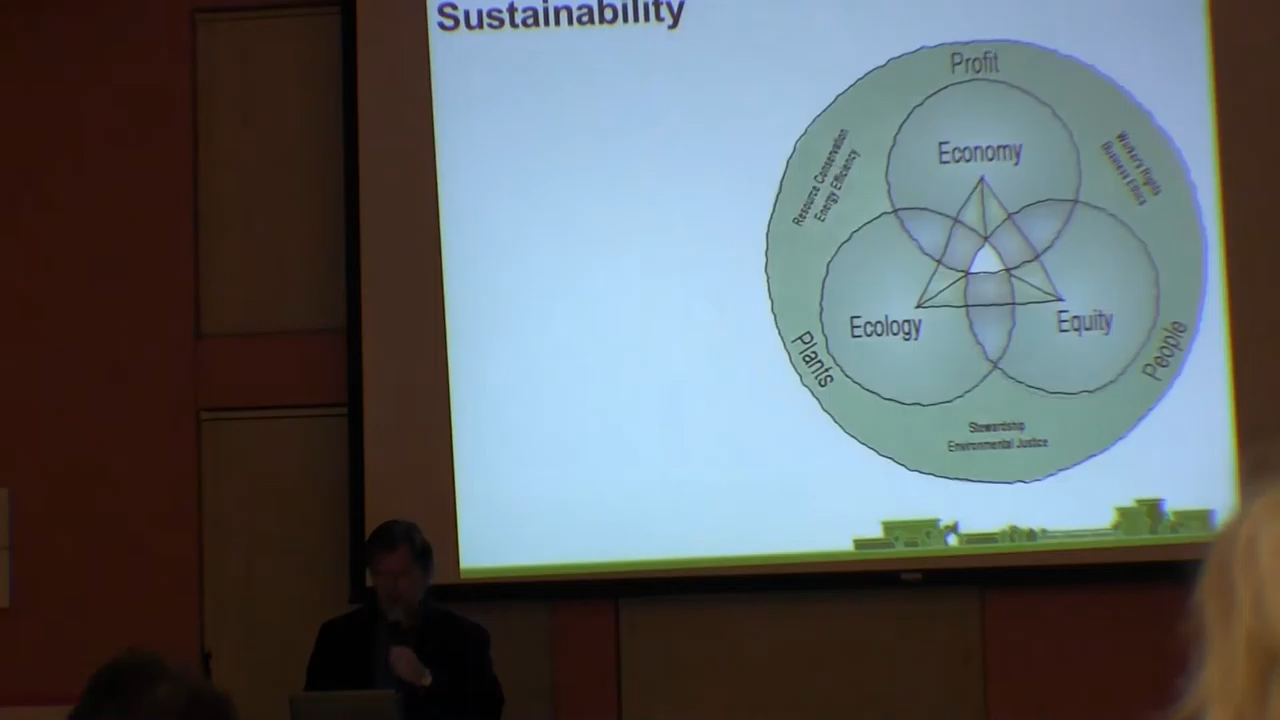 Sustainability
Profit
Economy
Resource Conservation
Energy Efficiency
Workers Rights
Business Ethics
Ecology
Equity
Plants
People
Stewardship
Environmental Justice